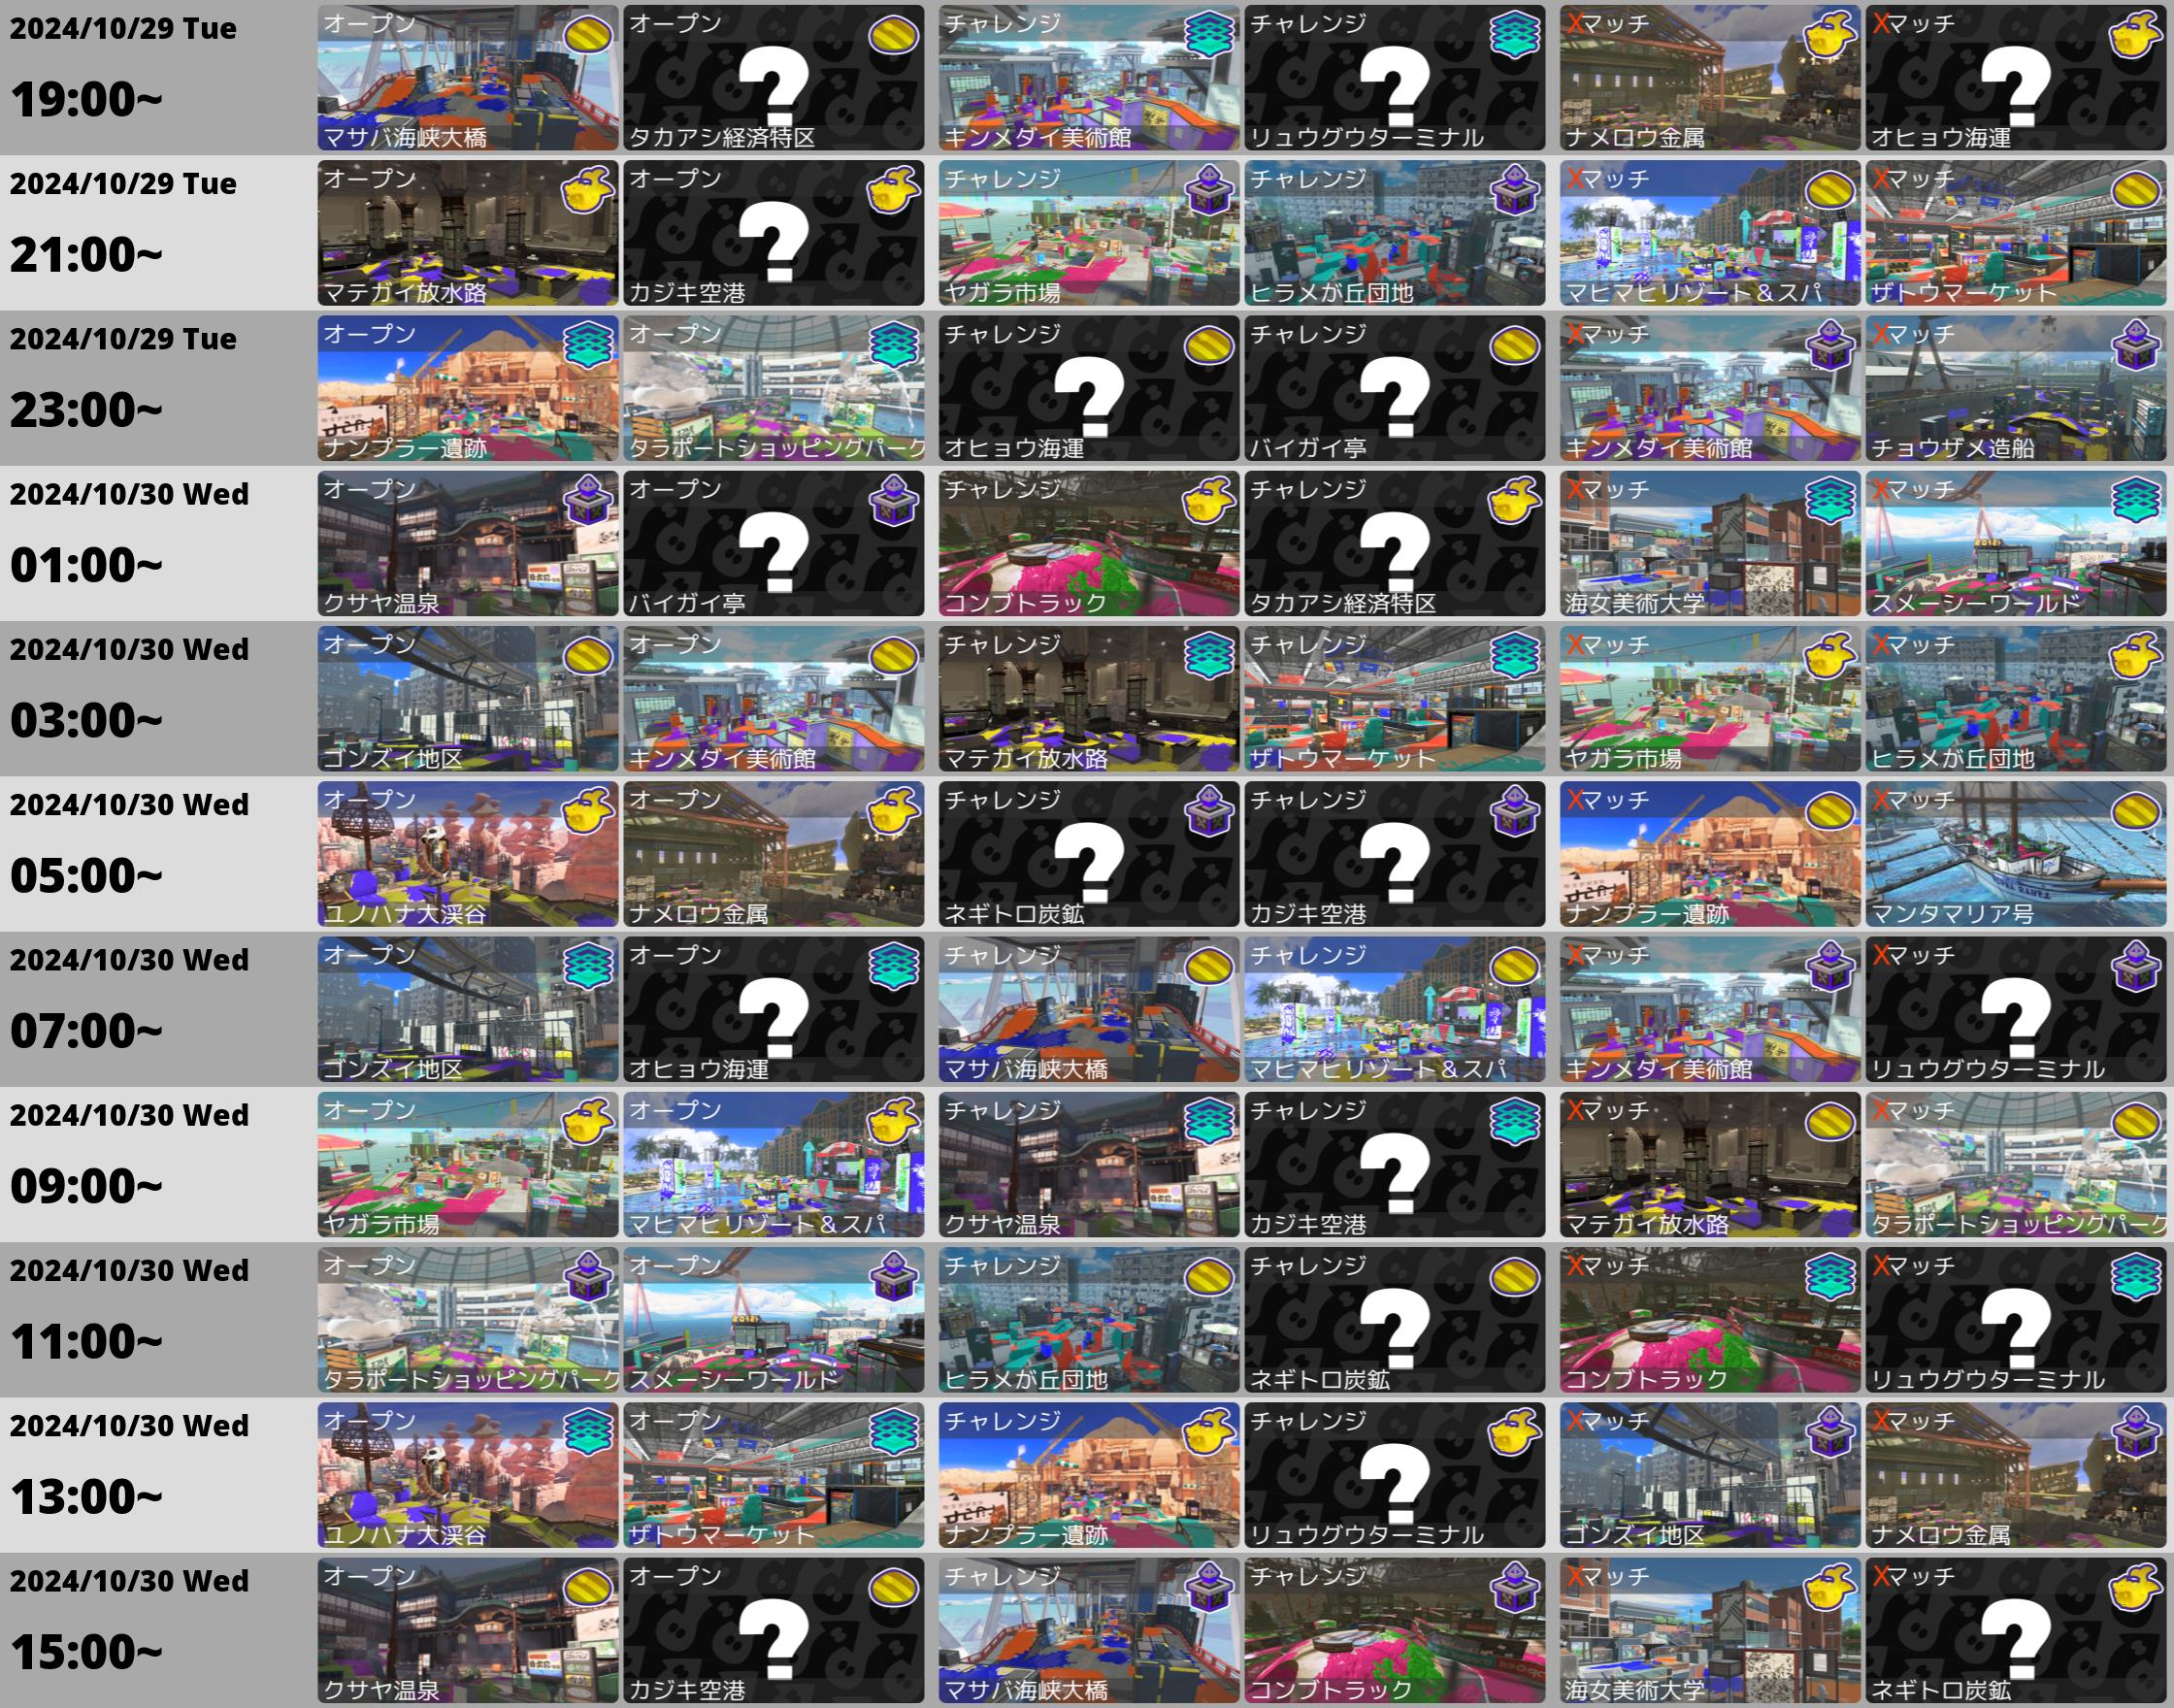 2024/10/29 Tue
19:00~
オープン
マサバ海峡大橋
オープン
タカアシ経済特区
チャレンジ
キンメダイ美術館
チャレンジ
リュウグウターミナル
Xマッチ
ナメロウ金属
Xマッチ
オヒョウ海運
2024/10/29 Tue
21:00~
オープン
マテガイ放水路
オープン
カジキ空港
チャレンジ
ヤガラ市場
チャレンジ
ヒラメが丘団地
Xマッチ
マヒマヒリゾート＆スパ
Xマッチ
ザトウマーケット
2024/10/29 Tue
23:00~
オープン
ナンプラー遺跡
オープン
タラポートショッピングパーク
チャレンジ
オヒョウ海運
チャレンジ
バイガイ亭
Xマッチ
キンメダイ美術館
Xマッチ
チョウザメ造船
2024/10/30 Wed
01:00~
オープン
クサヤ温泉
オープン
バイガイ亭
チャレンジ
コンブトラック
チャレンジ
タカアシ経済特区
Xマッチ
海女美術大学
Xマッチ
スメーシーワールド
2024/10/30 Wed
03:00~
オープン
ゴンズイ地区
オープン
キンメダイ美術館
チャレンジ
マテガイ放水路
チャレンジ
ザトウマーケット
Xマッチ
ヤガラ市場
Xマッチ
ヒラメが丘団地
2024/10/30 Wed
05:00~
オープン
ユノハナ大渓谷
オープン
ナメロウ金属
チャレンジ
ネギトロ炭鉱
チャレンジ
カジキ空港
Xマッチ
ナンプラー遺跡
Xマッチ
マンタマリア号
2024/10/30 Wed
07:00~
オープン
ゴンズイ地区
オープン
オヒョウ海運
チャレンジ
マサバ海峡大橋
チャレンジ
マヒマヒリゾート＆スパ
Xマッチ
キンメダイ美術館
Xマッチ
リュウグウターミナル
2024/10/30 Wed
09:00~
オープン
ヤガラ市場
オープン
マヒマヒリゾート＆スパ
チャレンジ
クサヤ温泉
チャレンジ
カジキ空港
Xマッチ
マテガイ放水路
Xマッチ
タラポートショッピングパーク
2024/10/30 Wed
11:00~
オープン
タラポートショッピングパーク
オープン
スメーシーワールド
チャレンジ
ヒラメが丘団地
チャレンジ
ネギトロ炭鉱
Xマッチ
コンブトラック
Xマッチ
リュウグウターミナル
2024/10/30 Wed
13:00~
オープン
ユノハナ大渓谷
オープン
ザトウマーケット
チャレンジ
ナンプラー遺跡
チャレンジ
リュウグウターミナル
Xマッチ
ゴンズイ地区
Xマッチ
ナメロウ金属
2024/10/30 Wed
15:00~
オープン
クサヤ温泉
オープン
カジキ空港
チャレンジ
マサバ海峡大橋
チャレンジ
コンブトラック
Xマッチ
海女美術大学
Xマッチ
ネギトロ炭鉱